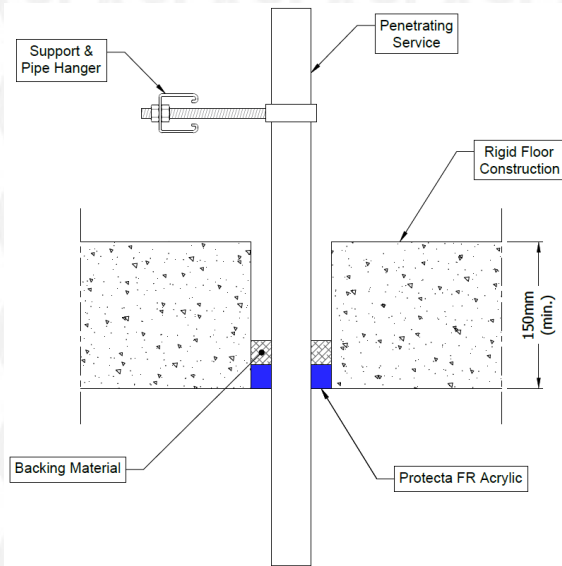 Support &
Pipe Hanger
Penetrating
Service
Rigid Floor
Construction
150mm
(min.)
Backing Material
Protecta FR Acrylic